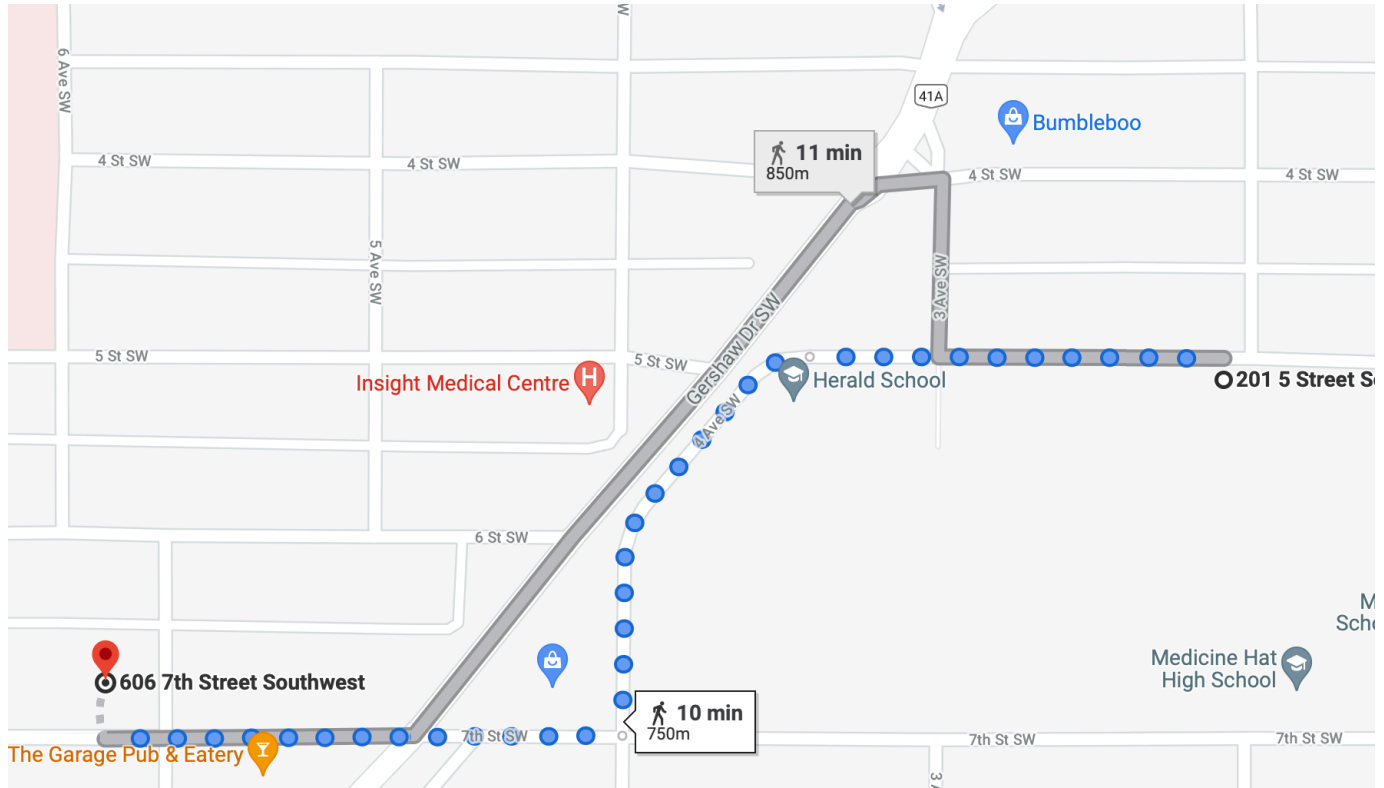 W
6 Ave SW
41A
Bumbleboo
11 min
850m
4 St SW
4 St SW
4 St SW
4 St SW
5 Ave SW
3 Ave SW
Gershaw Dr SW
5 St SW
5 St SW
Insight Medical Centre
H
Herald School
201 5 Street S
4 Ave SW
6 St SW
M
Scho
Medicine Hat
High School
606 7th Street Southwest
10 min
750m
7th St SW
7th St SW
7th St SW
The Garage Pub & Eatery
3 A